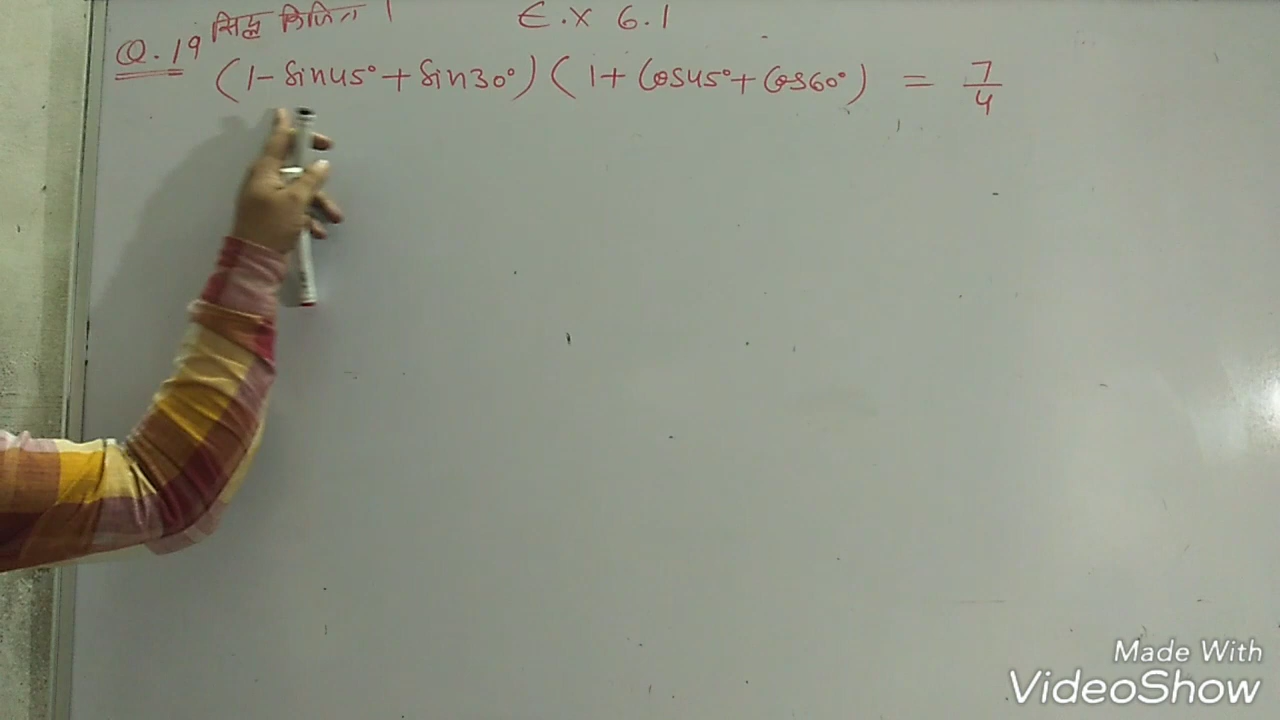 Q.19 सिद्ध किजिए। E.x 6.1
(1 - Sin45° + Sin30°) (1 + Cos45° + Cos60°) = 7/4
Made With
VideoShow